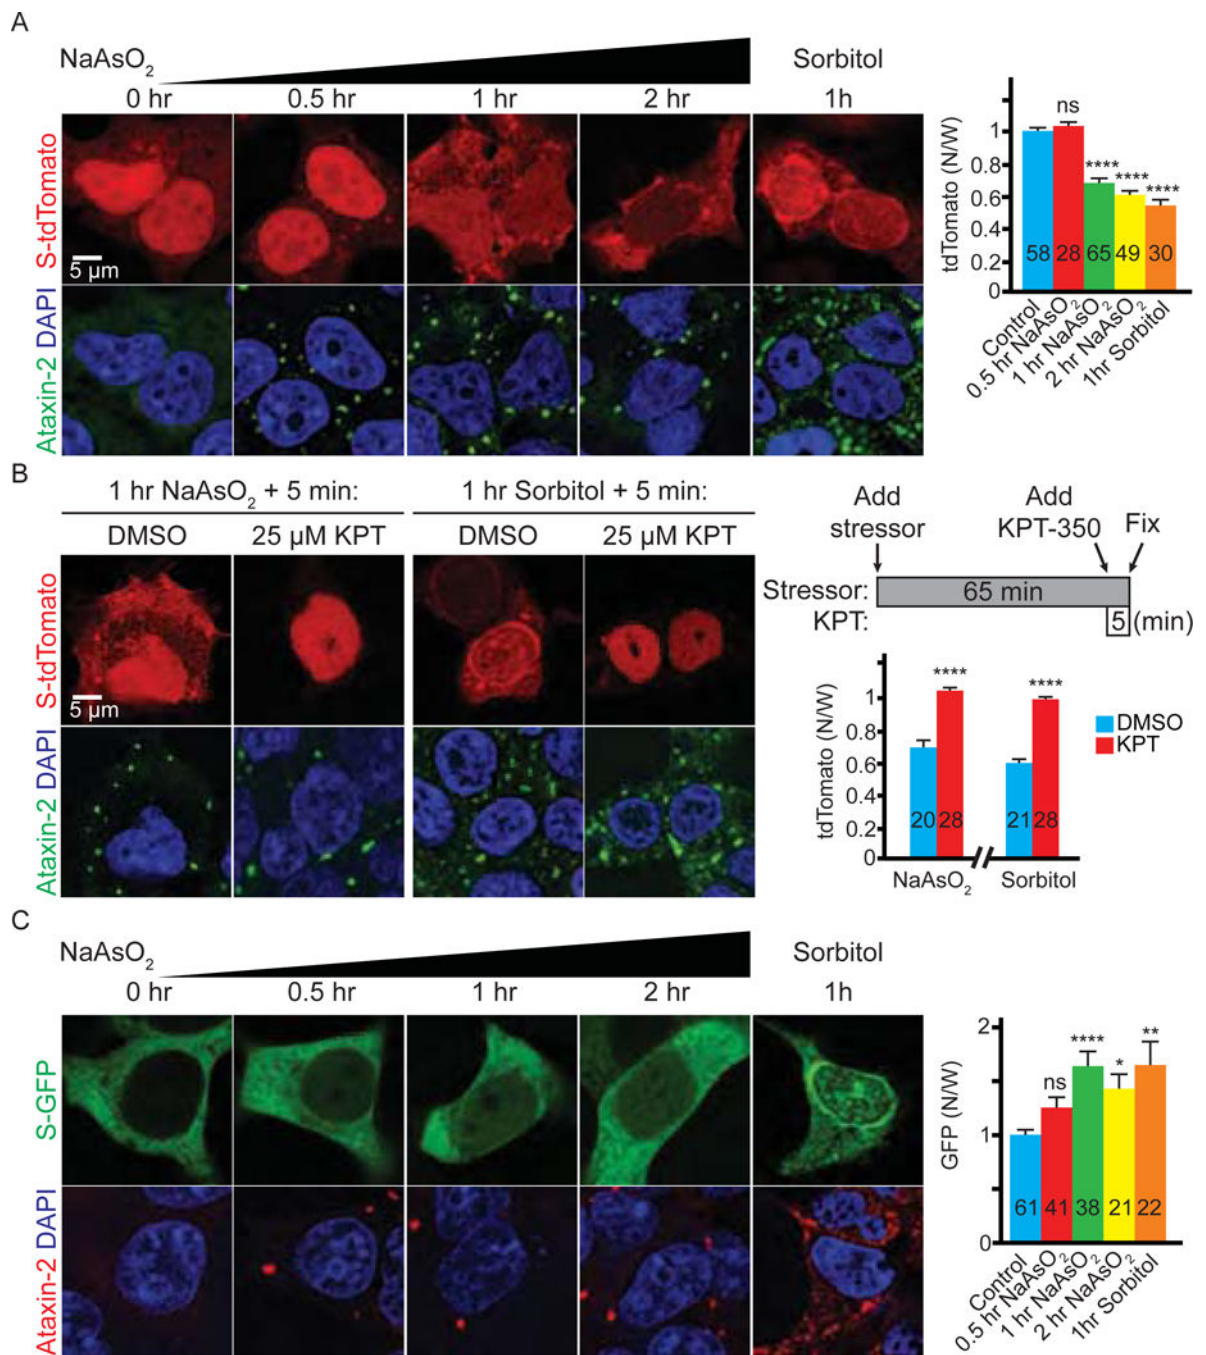 A
NaAsO2
Sorbitol
0 hr 0.5 hr 1 hr 2 hr 1h
S-tdTomato
5 µm
Ataxin-2 DAPI
tdTomato (N/W)
1
0.8
0.6
0.4
0.2
0
ns
****
****
****
58 28 65 49 30
Control
0.5 hr NaAsO2
1 hr NaAsO2
2 hr NaAsO2
1hr Sorbitol
B
1 hr NaAsO2 + 5 min:
1 hr Sorbitol + 5 min:
DMSO 25 µM KPT DMSO 25 µM KPT
S-tdTomato
5 µm
Ataxin-2 DAPI
Add stressor
Add KPT-350
Fix
Stressor: 65 min
KPT: 5 (min)
tdTomato (N/W)
1
0.8
0.6
0.4
0.2
0
**** ****
20 28 21 28
NaAsO2 Sorbitol
DMSO
KPT
C
NaAsO2
Sorbitol
0 hr 0.5 hr 1 hr 2 hr 1h
S-GFP
Ataxin-2 DAPI
GFP (N/W)
2
1
0
ns
****
*
**
61 41 38 21 22
Control
0.5 hr NaAsO2
1 hr NaAsO2
2 hr NaAsO2
1hr Sorbitol